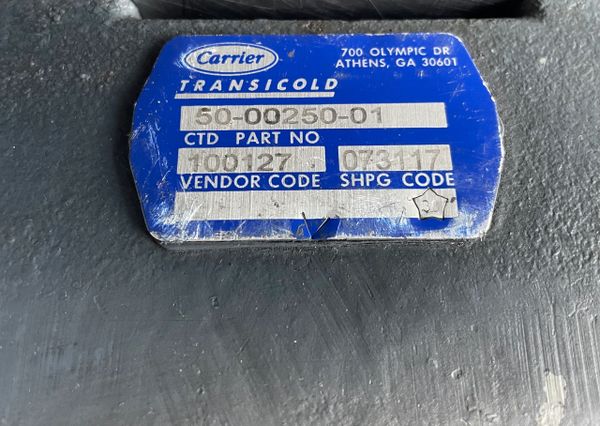 Carrier
700 OLYMPIC DR
ATHENS, GA 30601
TRANSICOLD
50-00250-01
CTD PART NO
100127 073117
VENDOR CODE SHPG CODE